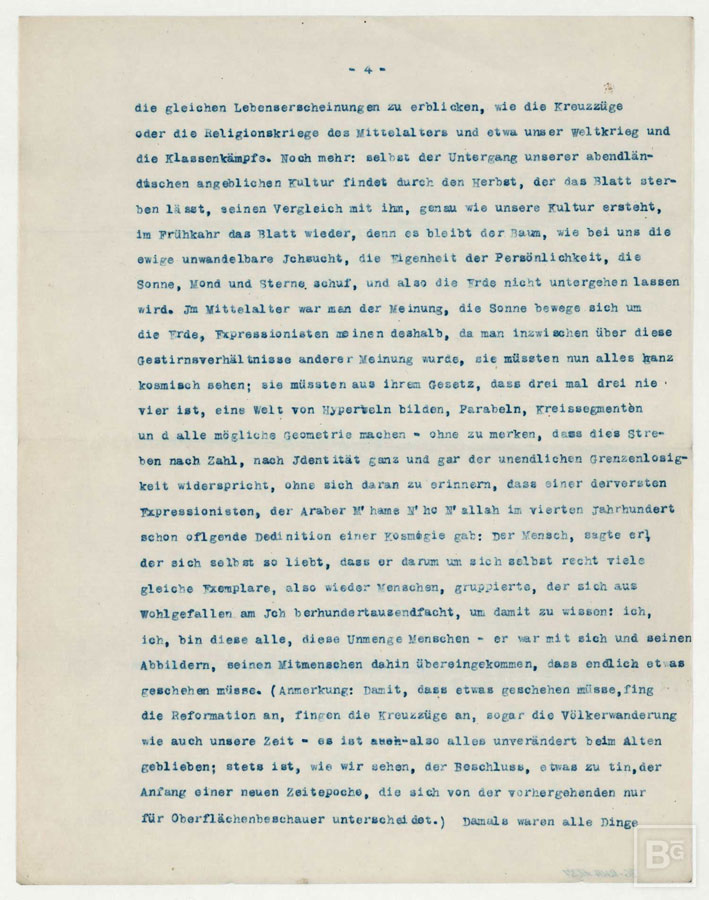 - 4 -
die gleichen Lebenserscheinungen zu erblicken, wie die Kreuzzüge
oder die Religionskriege des Mittelalters und etwa unser Weltkrieg und
die Klassenkämpfe. Noch mehr: selbst der Untergang unserer abendlän-
dischen angeblichen Kultur findet durch den Herbst, der das Blatt ster-
ben lässt, seinen Vergleich mit ihm, genau wie unsere Kultur ersteht,
im Frühkahr das Blatt wieder, denn es bleibt der Baum, wie bei uns die
ewige unwandelbare Jchsucht, die Eigenheit der Persönlichkeit, die
Sonne, Mond und Sterne schuf, und also die Erde nicht untergehen lassen
wird. Jm Mittelalter war man der Meinung, die Sonne bewege sich um
die Erde, Expressionisten meinen deshalb, da man inzwischen über diese
Gestirnsverhältnisse anderer Meinung wurde, sie müssten nun alles ganz
kosmisch sehen; sie müssten aus ihrem Gesetz, dass drei mal drei nie
vier ist, eine Welt von Hyperbeln bilden, Parabeln, Kreissegmenten
un d alle mögliche Geometrie machen - ohne zu merken, dass dies Stre-
ben nach Zahl, nach Jdentität ganz und gar der unendlichen Grenzenlosig-
keit widerspricht, ohne sich daran zu erinnern, dass einer derversten
Expressionisten, der Araber M'hams N'hc N'allah im vierten Jahrhundert
schon oflgende Dedinition einer Kosmogie gab: Der Mensch, sagte er,
der sich selbst so liebt, dass er darum um sich selbst recht viele
gleiche Exemplare, also wieder Menschen, gruppierte, der sich aus
Wohlgefallen am Jch berhundertausendfacht, um damit zu wissen: ich,
ich, bin diese alle, diese Unmenge Menschen - er war mit sich und seinen
Abbildern, seinen Mitmenschen dahin übereingekommen, dass endlich etwas
geschehen müsse. (Anmerkung: Damit, dass etwas geschehen müsse,fing
die Reformation an, fingen die Kreuzzüge an, sogar die Völkerwanderung
wie auch unsere Zeit - es ist auch-also alles unverändert beim Alten
geblieben; stets ist, wie wir sehen, der Beschluss, etwas zu tin,der
Anfang einer neuen Zeitepoche, die sich von der vorhergehenden nur
für Oberflächenbeschauer unterscheidet.) Damals waren alle Dinge
BG